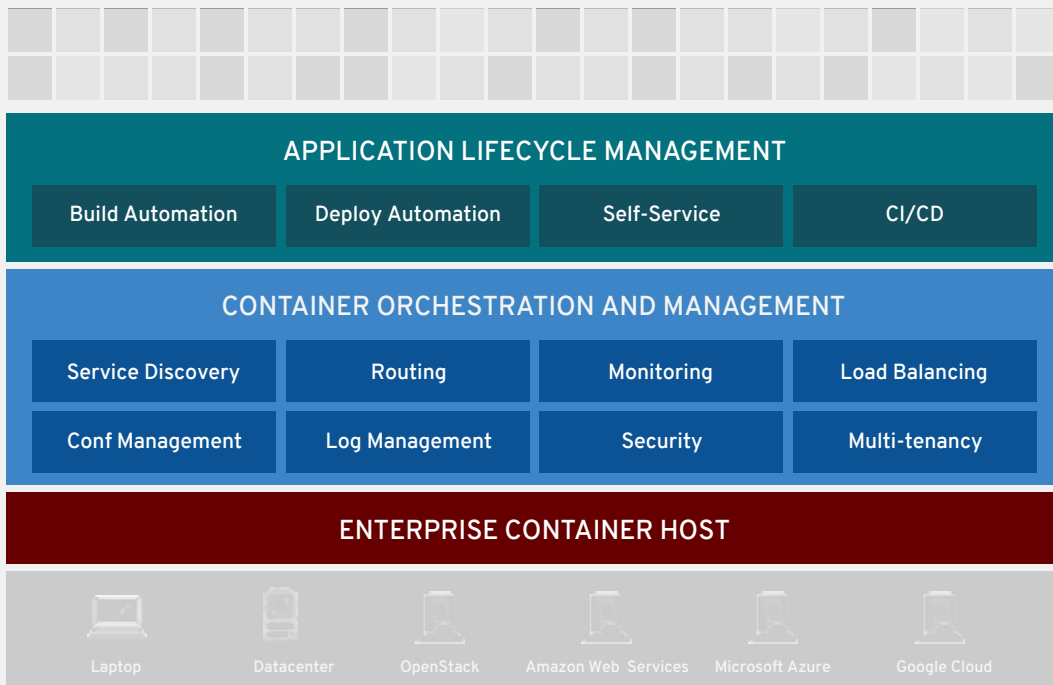 APPLICATION LIFECYCLE MANAGEMENT
Build Automation
Deploy Automation
Self-Service
CI/CD
CONTAINER ORCHESTRATION AND MANAGEMENT
Service Discovery
Routing
Monitoring
Load Balancing
Conf Management
Log Management
Security
Multi-tenancy
ENTERPRISE CONTAINER HOST
Laptop
Datacenter
OpenStack
Amazon Web Services
Microsoft Azure
Google Cloud